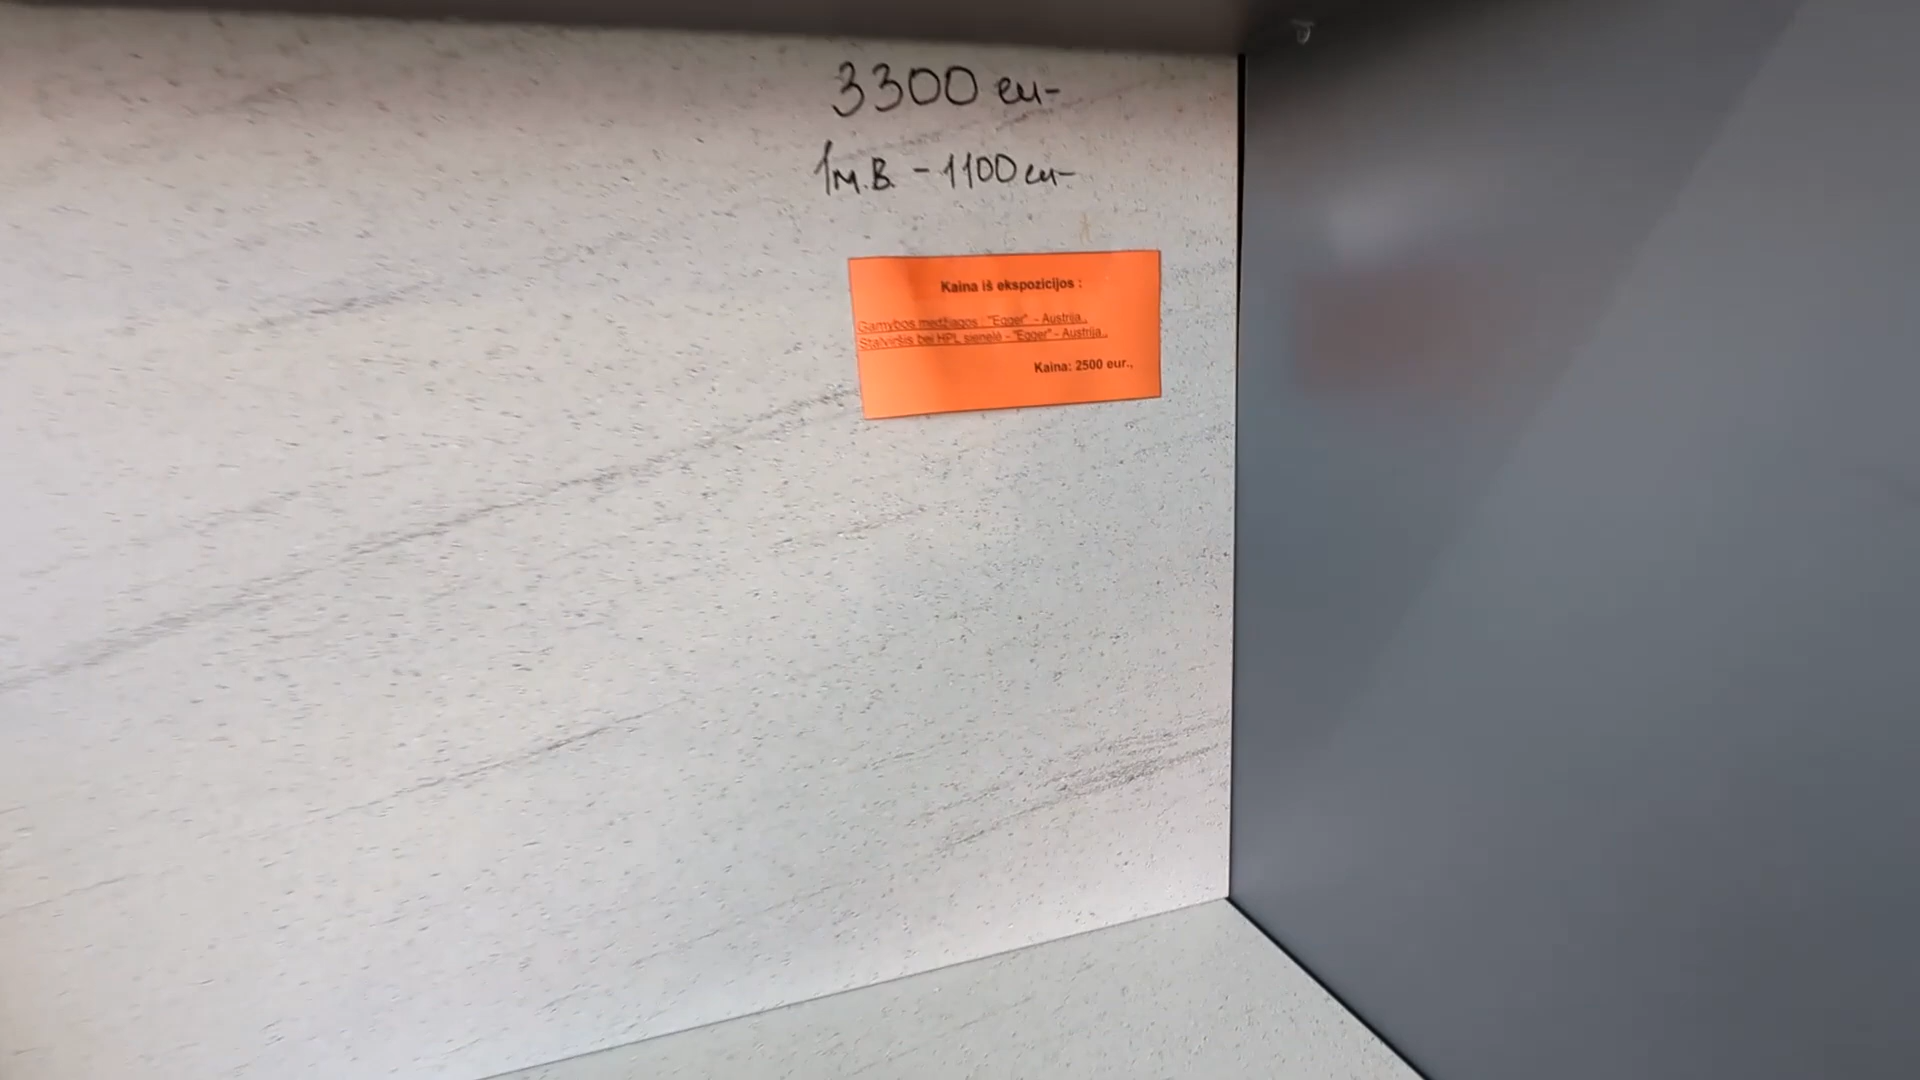 3300 eu-
1m.B. - 1100 eu-
Kaina iš ekspozicijos :
Gamybos medžiagos : "Egger" - Austrija .
Stalviršis bei HPL sienelė - "Egger" - Austrija .
Kaina: 2500 eur.,